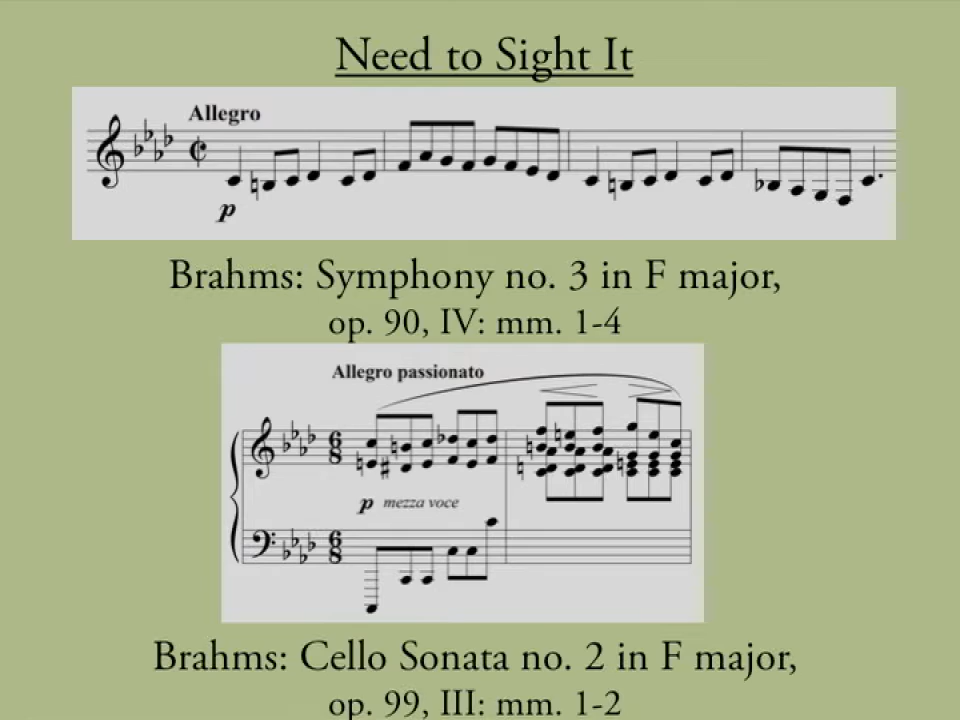 Need to Sight It
Allegro
p
Brahms: Symphony no. 3 in F major,
op. 90, IV: mm. 1-4
Allegro passionato
6
8
p mezza voce
6
8
Brahms: Cello Sonata no. 2 in F major,
op. 99, III: mm. 1-2